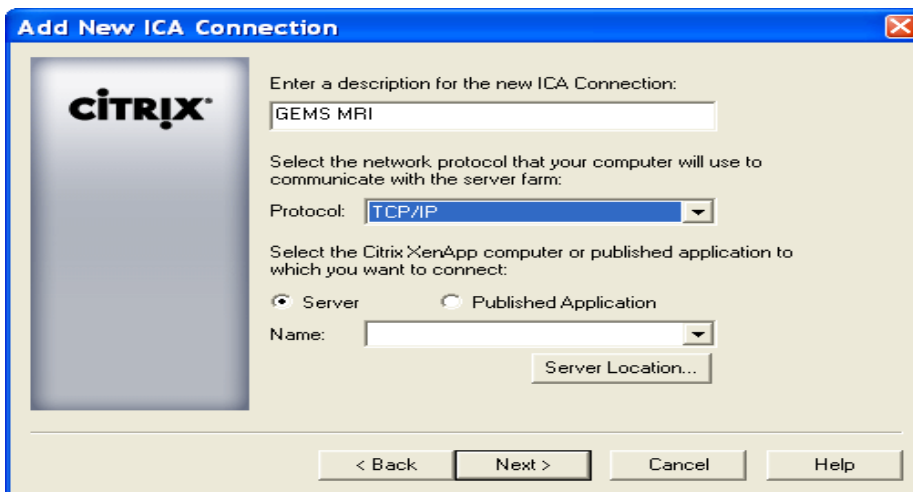 Add New ICA Connection
CITRIX
Enter a description for the new ICA Connection:
GEMS MRI
Select the network protocol that your computer will use to
communicate with the server farm:
Protocol: TCP/IP
Select the Citrix XenApp computer or published application to
which you want to connect:
Server Published Application
Name:
Server Location...
< Back Next > Cancel Help